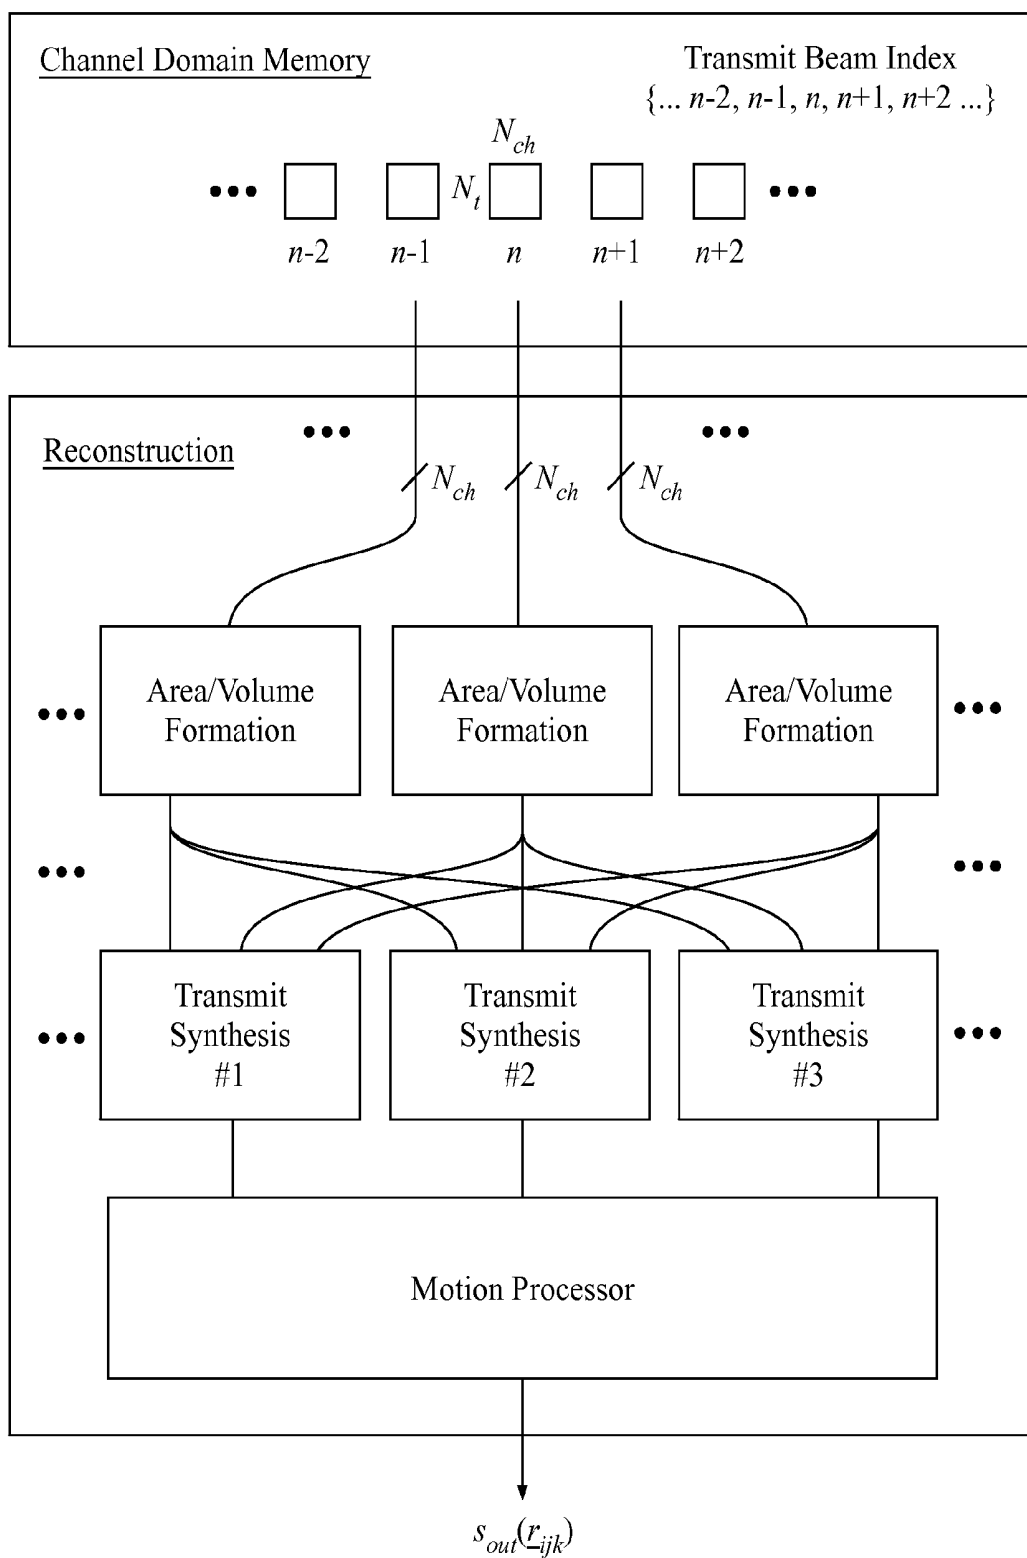 Channel Domain Memory
Transmit Beam Index
{... n-2, n-1, n, n+1, n+2 ...}
N_ch
••• N_t •••
n-2 n-1 n n+1 n+2
Reconstruction
••• •••
N_ch N_ch N_ch
Area/Volume Formation
Area/Volume Formation
Area/Volume Formation
••• •••
••• •••
Transmit Synthesis #1
Transmit Synthesis #2
Transmit Synthesis #3
••• •••
Motion Processor
s_out(r_ijk)